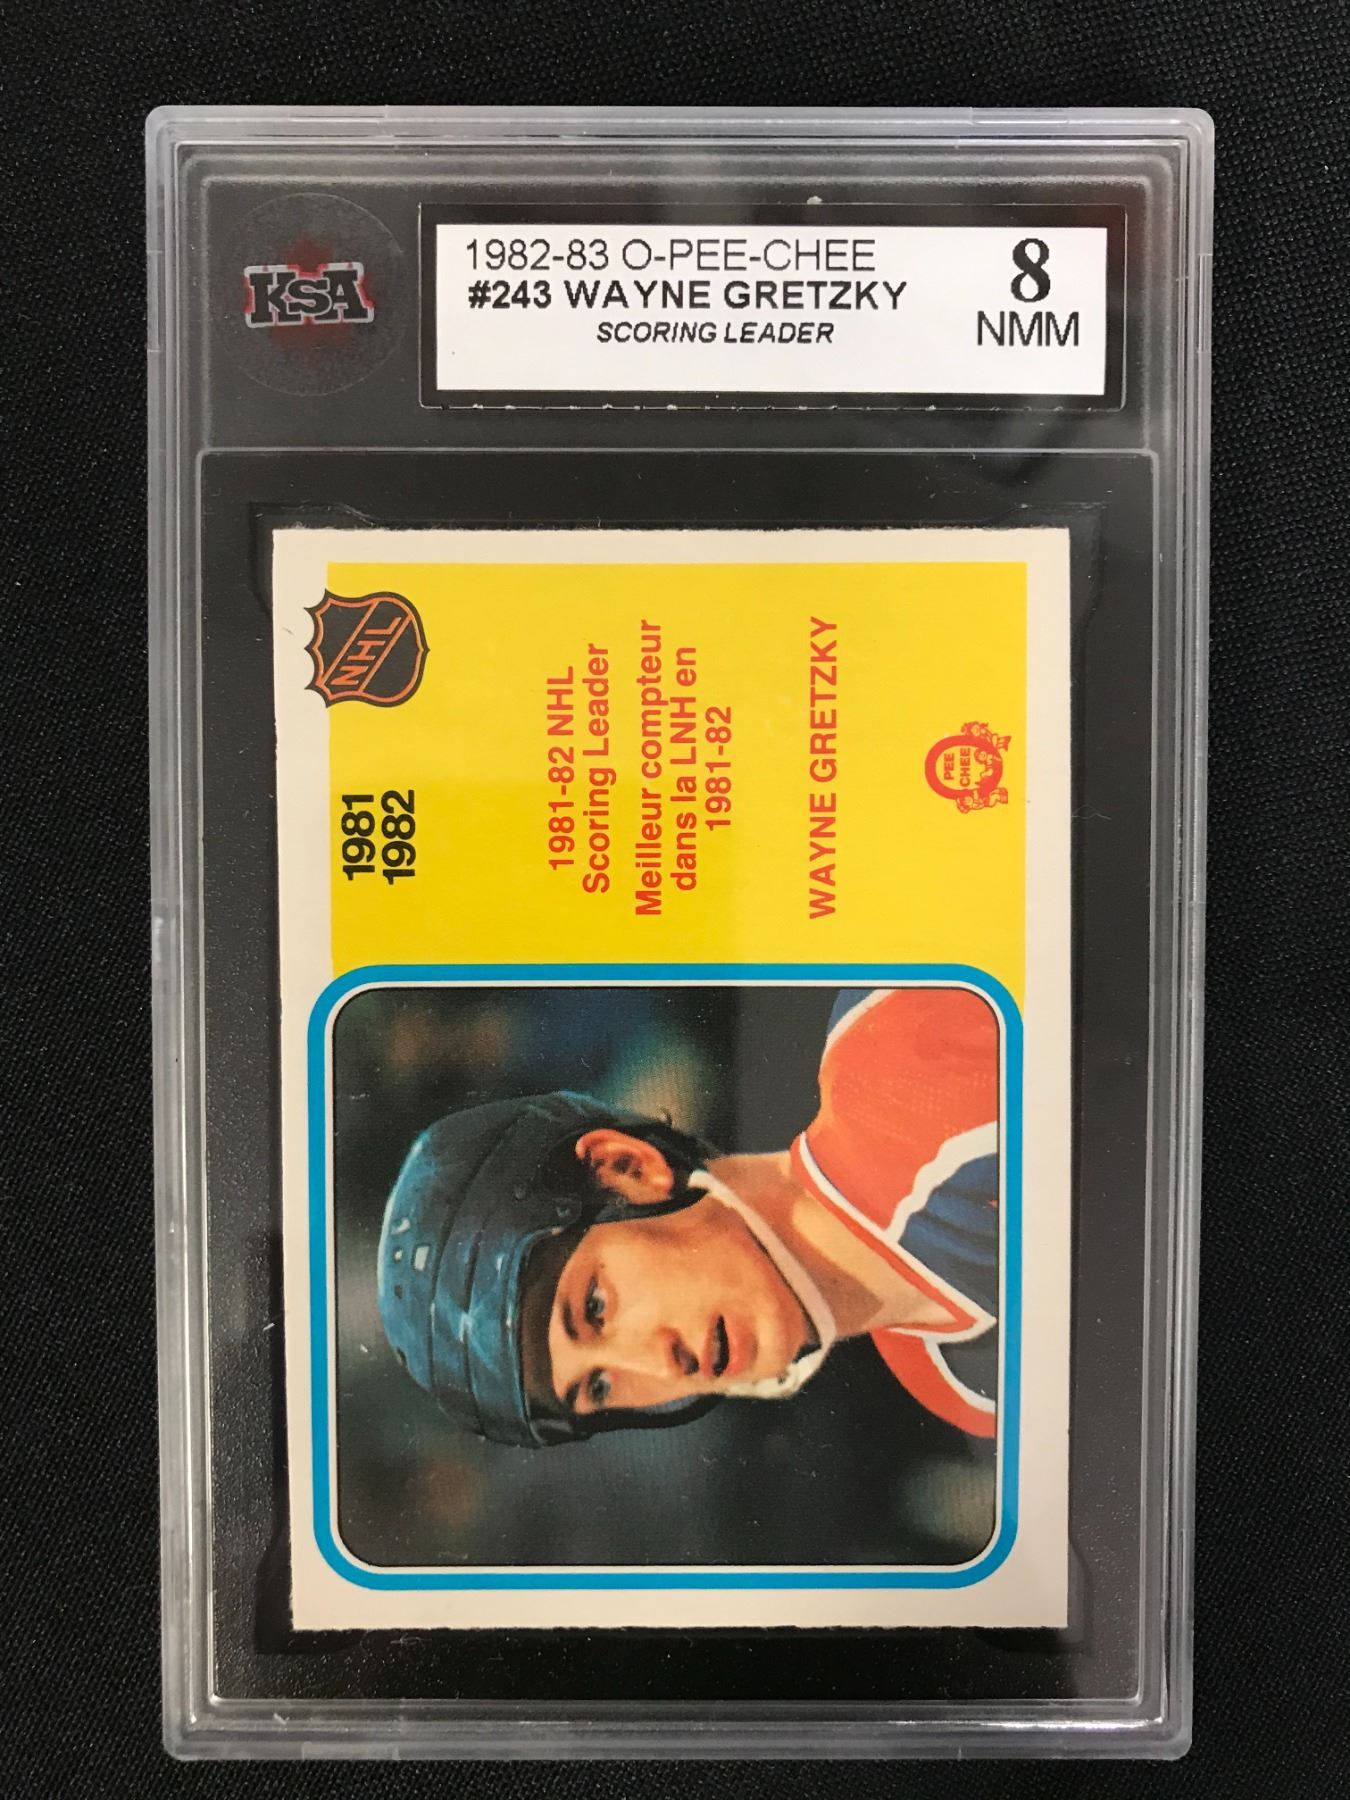 KSA
1982-83 O-PEE-CHEE
#243 WAYNE GRETZKY
SCORING LEADER
8
NMM
NHL
1981
1982
1981-82 NHL
Scoring Leader
Meilleur compteur
dans la LNH en
1981-82
WAYNE GRETZKY
O
PEE
CHEE